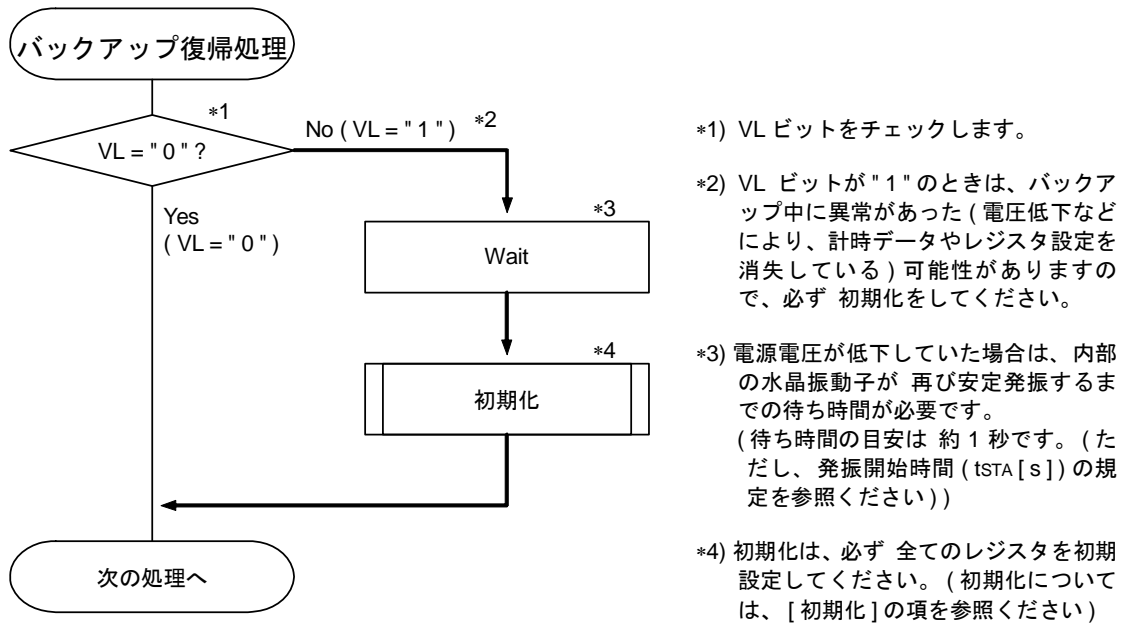 バックアップ復帰処理
*1
VL = " 0 " ?
No ( VL = " 1 " ) *2
Yes
( VL = " 0 " )
*3
Wait
*4
初期化
次の処理へ
*1) VL ビットをチェックします。
*2) VL ビットが " 1 " のときは、バックア
ップ中に異常があった ( 電圧低下など
により、計時データやレジスタ設定を
消失している ) 可能性がありますの
で、必ず 初期化をしてください。
*3) 電源電圧が低下していた場合は、内部
の水晶振動子が 再び安定発振するま
での待ち時間が必要です。
( 待ち時間の目安は 約 1 秒です。 ( た
だし、 発振開始時間 ( tSTA [ s ] ) の規
定を参照ください ) )
*4) 初期化は、必ず 全てのレジスタを初期
設定してください。 ( 初期化について
は、 [ 初期化 ] の項を参照ください )